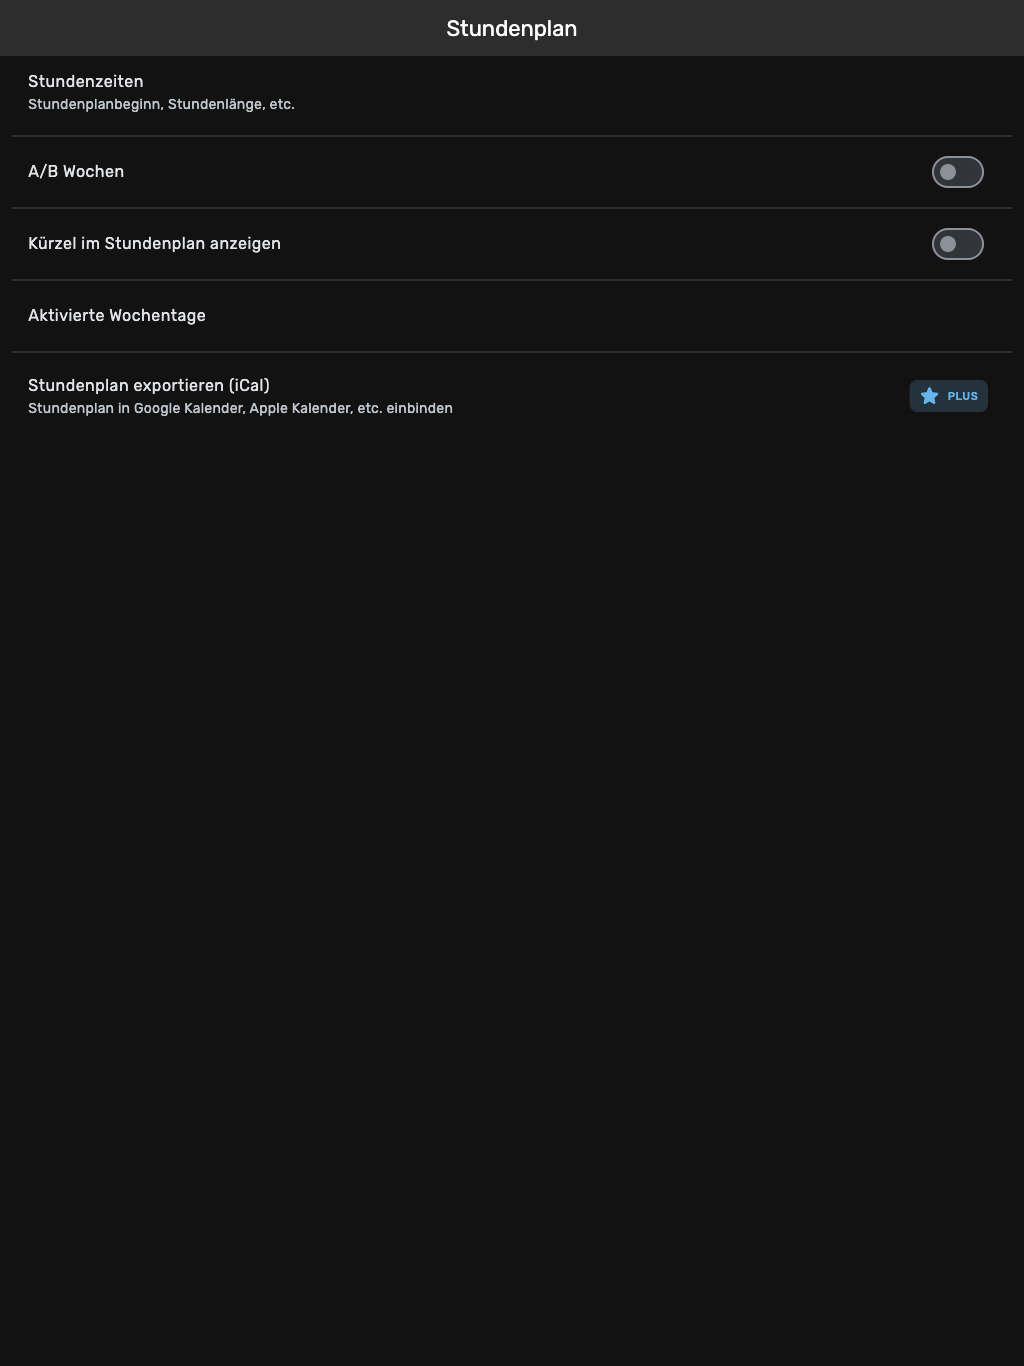 Stundenplan
Stundenzeiten
Stundenplanbeginn, Stundenlänge, etc.
A/B Wochen
Kürzel im Stundenplan anzeigen
Aktivierte Wochentage
Stundenplan exportieren (iCal)
Stundenplan in Google Kalender, Apple Kalender, etc. einbinden
PLUS